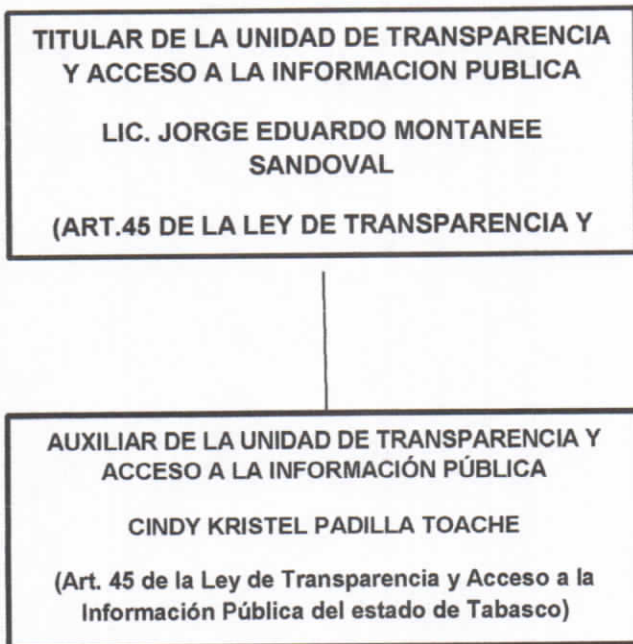 TITULAR DE LA UNIDAD DE TRANSPARENCIA
Y ACCESO A LA INFORMACION PUBLICA
LIC. JORGE EDUARDO MONTANEE
SANDOVAL
(ART.45 DE LA LEY DE TRANSPARENCIA Y
AUXILIAR DE LA UNIDAD DE TRANSPARENCIA Y
ACCESO A LA INFORMACIÓN PÚBLICA
CINDY KRISTEL PADILLA TOACHE
(Art. 45 de la Ley de Transparencia y Acceso a la
Información Pública del estado de Tabasco)